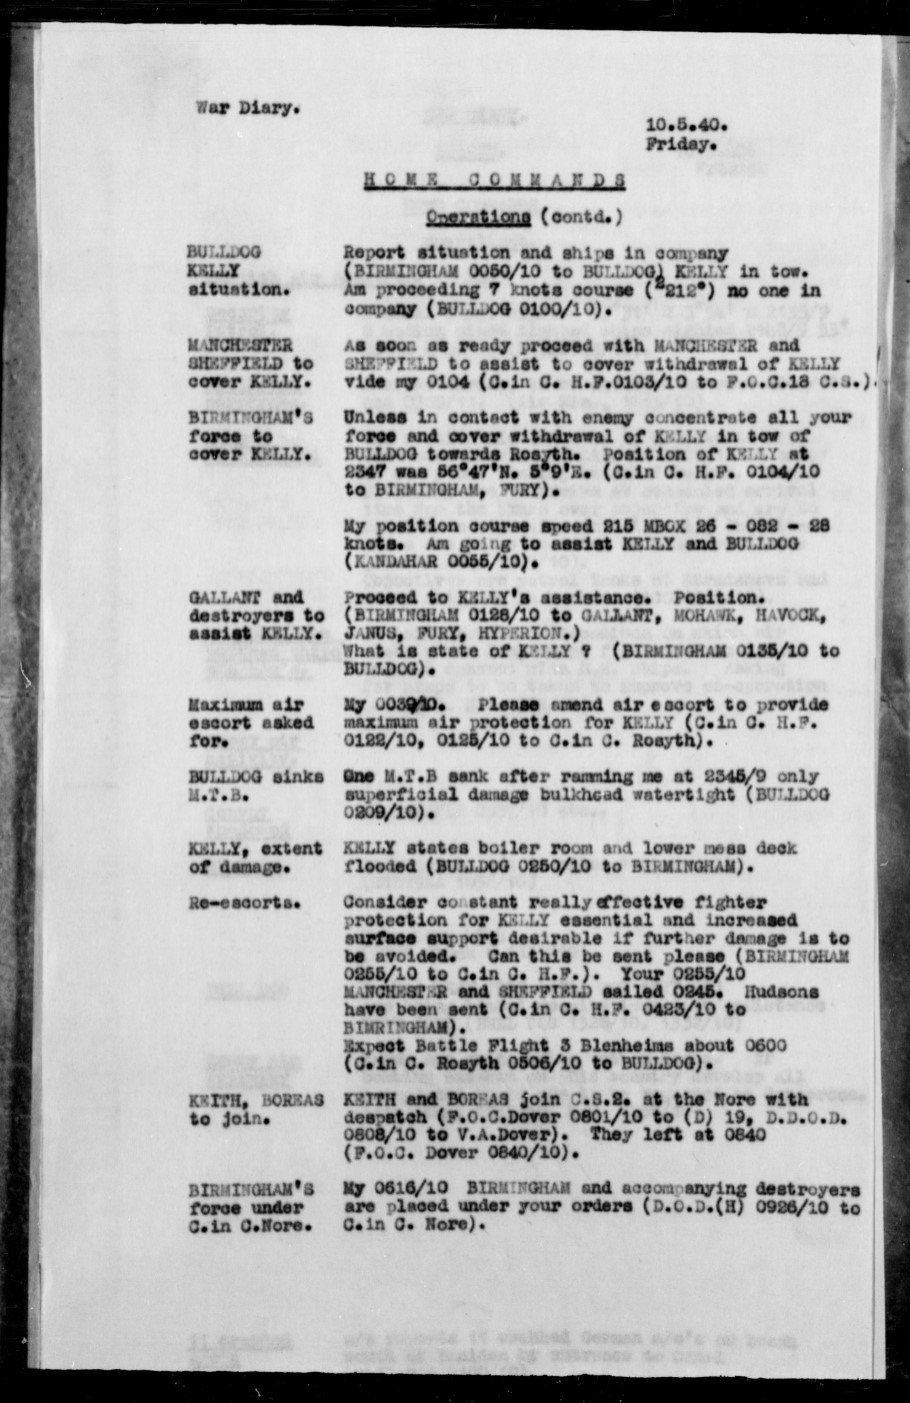 War Diary.
10.5.40.
Friday.
HOME COMMANDS
Operations (contd.)
BULLDOG Report situation and ships in company
KELLY (BIRMINGHAM 0050/10 to BULLDOG) KELLY in tow.
situation. Am proceeding 7 knots course ("212°) no one in
company (BULLDOG 0100/10).
MANCHESTER As soon as ready proceed with MANCHESTER and
SHEFFIELD to SHEFFIELD to assist to cover withdrawal of KELLY
cover KELLY. vide my 0104 (C.in C. H.F.0103/10 to F.O.C.18 C.S.).
BIRMINGHAM'S Unless in contact with enemy concentrate all your
force to force and cover withdrawal of KELLY in tow of
cover KELLY. BULLDOG towards Rosyth. Position of KELLY at
2347 was 56°47'N. 5°9'E. (C.in C. H.F. 0104/10
to BIRMINGHAM, FURY).
My position course speed 215 MBOX 26 - 082 - 28
knots. Am going to assist KELLY and BULLDOG
(KANDAHAR 0055/10).
GALLANT and Proceed to KELLY's assistance. Position.
destroyers to (BIRMINGHAM 0128/10 to GALLANT, MOHAWK, HAVOCK,
assist KELLY. JANUS, FURY, HYPERION.)
What is state of KELLY ? (BIRMINGHAM 0135/10 to
BULLDOG).
Maximum air My 0039/10. Please amend air escort to provide
escort asked maximum air protection for KELLY (C.in C. H.F.
for. 0122/10, 0125/10 to C.in C. Rosyth).
BULLDOG sinks One M.T.B sank after ramming me at 2345/9 only
M.T.B. superficial damage bulkhead watertight (BULLDOG
0209/10).
KELLY, extent KELLY states boiler room and lower mess deck
of damage. flooded (BULLDOG 0250/10 to BIRMINGHAM).
Re-escorts. Consider constant really effective fighter
protection for KELLY essential and increased
surface support desirable if further damage is to
be avoided. Can this be sent please (BIRMINGHAM
0255/10 to C.in C. H.F.). Your 0255/10
MANCHESTER and SHEFFIELD sailed 0245. Hudsons
have been sent (C.in C. H.F. 0423/10 to
BIMRINGHAM).
Expect Battle Flight 3 Blenheims about 0600
(C.in C. Rosyth 0506/10 to BULLDOG).
KEITH, BOREAS KEITH and BOREAS join C.S.2. at the Nore with
to join. despatch (F.O.C.Dover 0801/10 to (D) 19, D.D.O.D.
0808/10 to V.A.Dover). They left at 0840
(F.O.C. Dover 0840/10).
BIRMINGHAM'S My 0616/10 BIRMINGHAM and accompanying destroyers
force under are placed under your orders (D.O.D.(H) 0926/10 to
C.in C.Nore. C.in C. Nore).